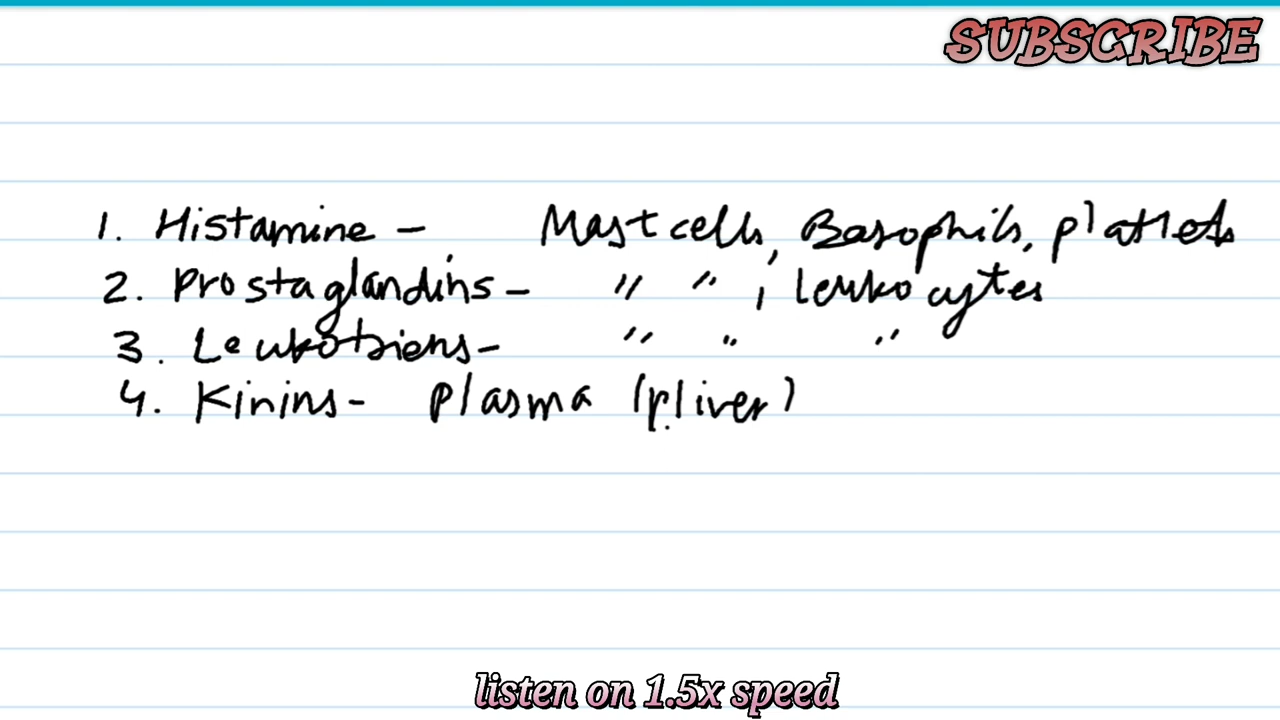 SUBSCRIBE
1. Histamine - Mast cells, Basophils, platlets
2. Prostaglandins - " " , leukocytes
3. Leukotriens - " " "
4. Kinins - plasma (p liver)
listen on 1.5x speed